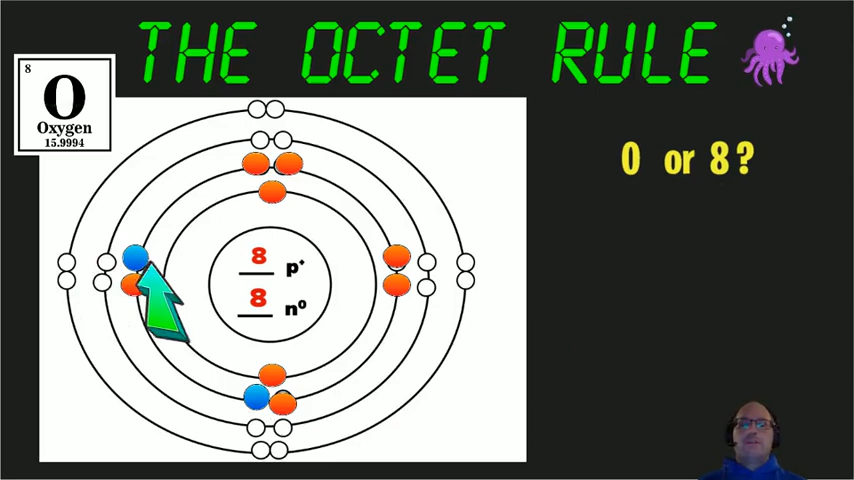 THE OCTET RULE
8
O
Oxygen
15.9994
0 or 8?
8 p⁺
8 n⁰